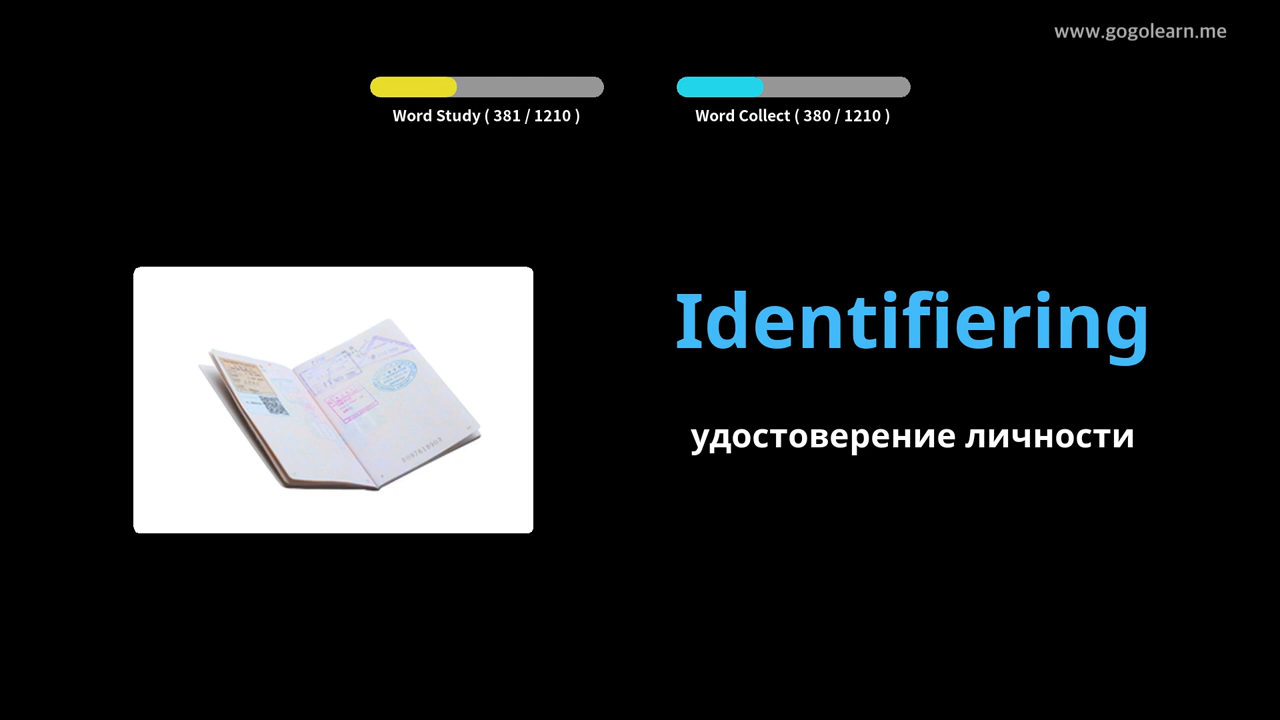 www.gogolearn.me
Word Study ( 381 / 1210 )
Word Collect ( 380 / 1210 )
Identifiering
удостоверение личности